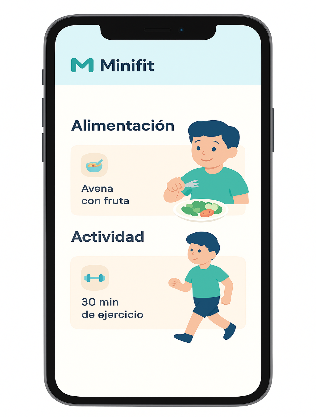 Minifit
Alimentación
Avena
con fruta
Actividad
30 min
de ejercicio